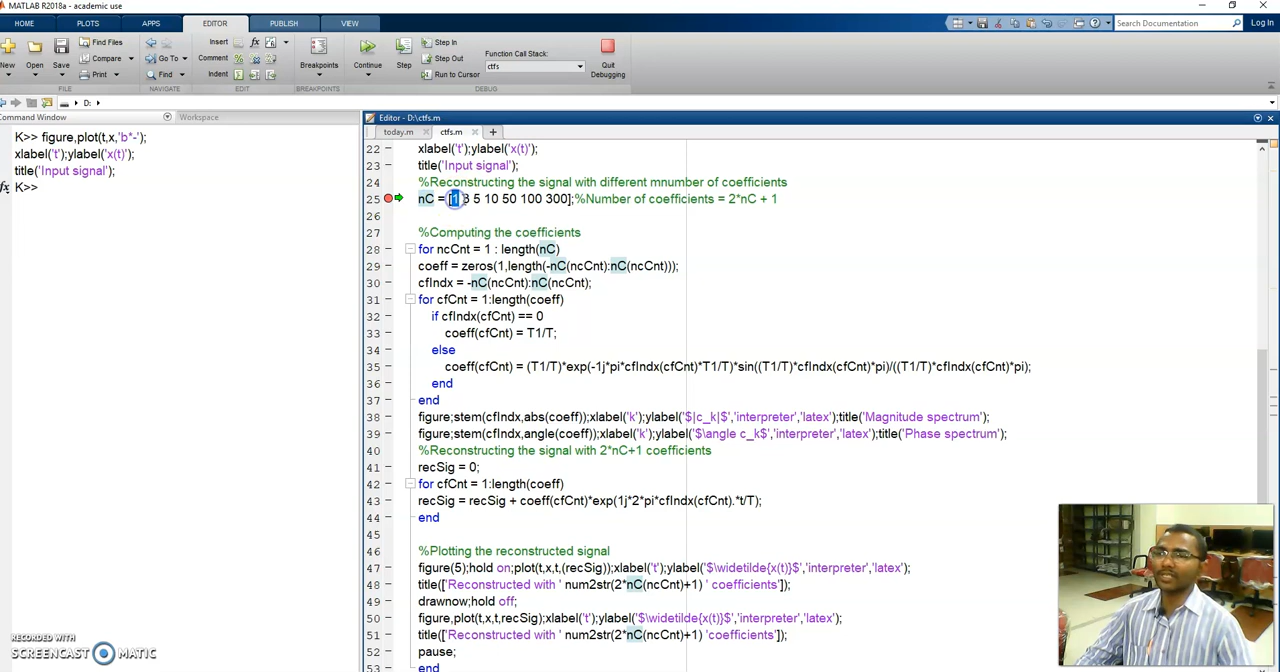 MATLAB R2018a - academic use
HOME PLOTS APPS EDITOR PUBLISH VIEW
Search Documentation Log In
New Open Save Find Files Compare Print
Go To Find
Insert fx Comment Indent
Breakpoints Continue Step Step In Step Out Run to Cursor
Function Call Stack:
ctfs
Quit Debugging
FILE NAVIGATE EDIT BREAKPOINTS DEBUG
D:
ommand Window Workspace
K>> figure,plot(t,x,'b*-');
xlabel('t');ylabel('x(t)');
title('Input signal');
fx K>>
Editor - D:\ctfs.m
today.m ctfs.m
22 xlabel('t');ylabel('x(t)');
23 title('Input signal');
24 %Reconstructing the signal with different mnumber of coefficients
25 nC = [1 3 5 10 50 100 300];%Number of coefficients = 2*nC + 1
26
27 %Computing the coefficients
28 for ncCnt = 1 : length(nC)
29 coeff = zeros(1,length(-nC(ncCnt):nC(ncCnt)));
30 cfIndx = -nC(ncCnt):nC(ncCnt);
31 for cfCnt = 1:length(coeff)
32 if cfIndx(cfCnt) == 0
33 coeff(cfCnt) = T1/T;
34 else
35 coeff(cfCnt) = (T1/T)*exp(-1j*pi*cfIndx(cfCnt)*T1/T)*sin((T1/T)*cfIndx(cfCnt)*pi)/((T1/T)*cfIndx(cfCnt)*pi);
36 end
37 end
38 figure;stem(cfIndx,abs(coeff));xlabel('k');ylabel('$|c_k|$','interpreter','latex');title('Magnitude spectrum');
39 figure;stem(cfIndx,angle(coeff));xlabel('k');ylabel('$\angle c_k$','interpreter','latex');title('Phase spectrum');
40 %Reconstructing the signal with 2*nC+1 coefficients
41 recSig = 0;
42 for cfCnt = 1:length(coeff)
43 recSig = recSig + coeff(cfCnt)*exp(1j*2*pi*cfIndx(cfCnt).*t/T);
44 end
45
46 %Plotting the reconstructed signal
47 figure(5);hold on;plot(t,x,t,(recSig));xlabel('t');ylabel('$\widetilde{x(t)}$','interpreter','latex');
48 title(['Reconstructed with ' num2str(2*nC(ncCnt)+1) ' coefficients']);
49 drawnow;hold off;
50 figure,plot(t,x,t,recSig);xlabel('t');ylabel('$\widetilde{x(t)}$','interpreter','latex');
51 title(['Reconstructed with ' num2str(2*nC(ncCnt)+1) 'coefficients']);
52 pause;
53 end
RECORDED WITH
SCREENCAST MATIC